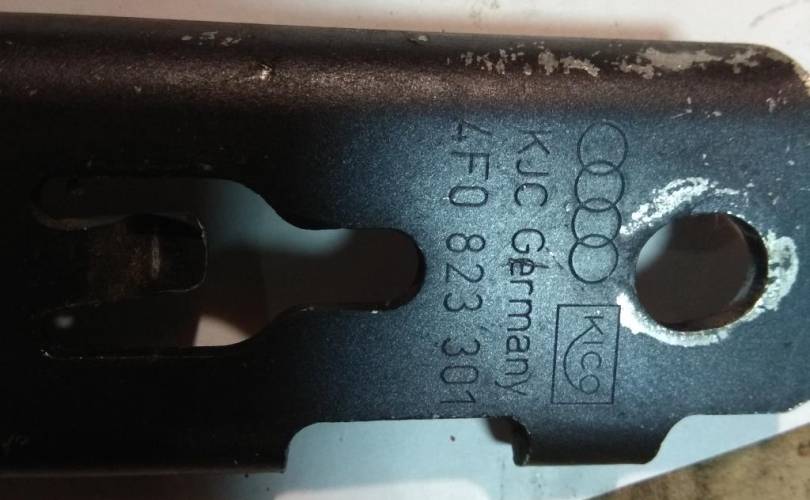 KICO
KJC Germany
4F0 823 301